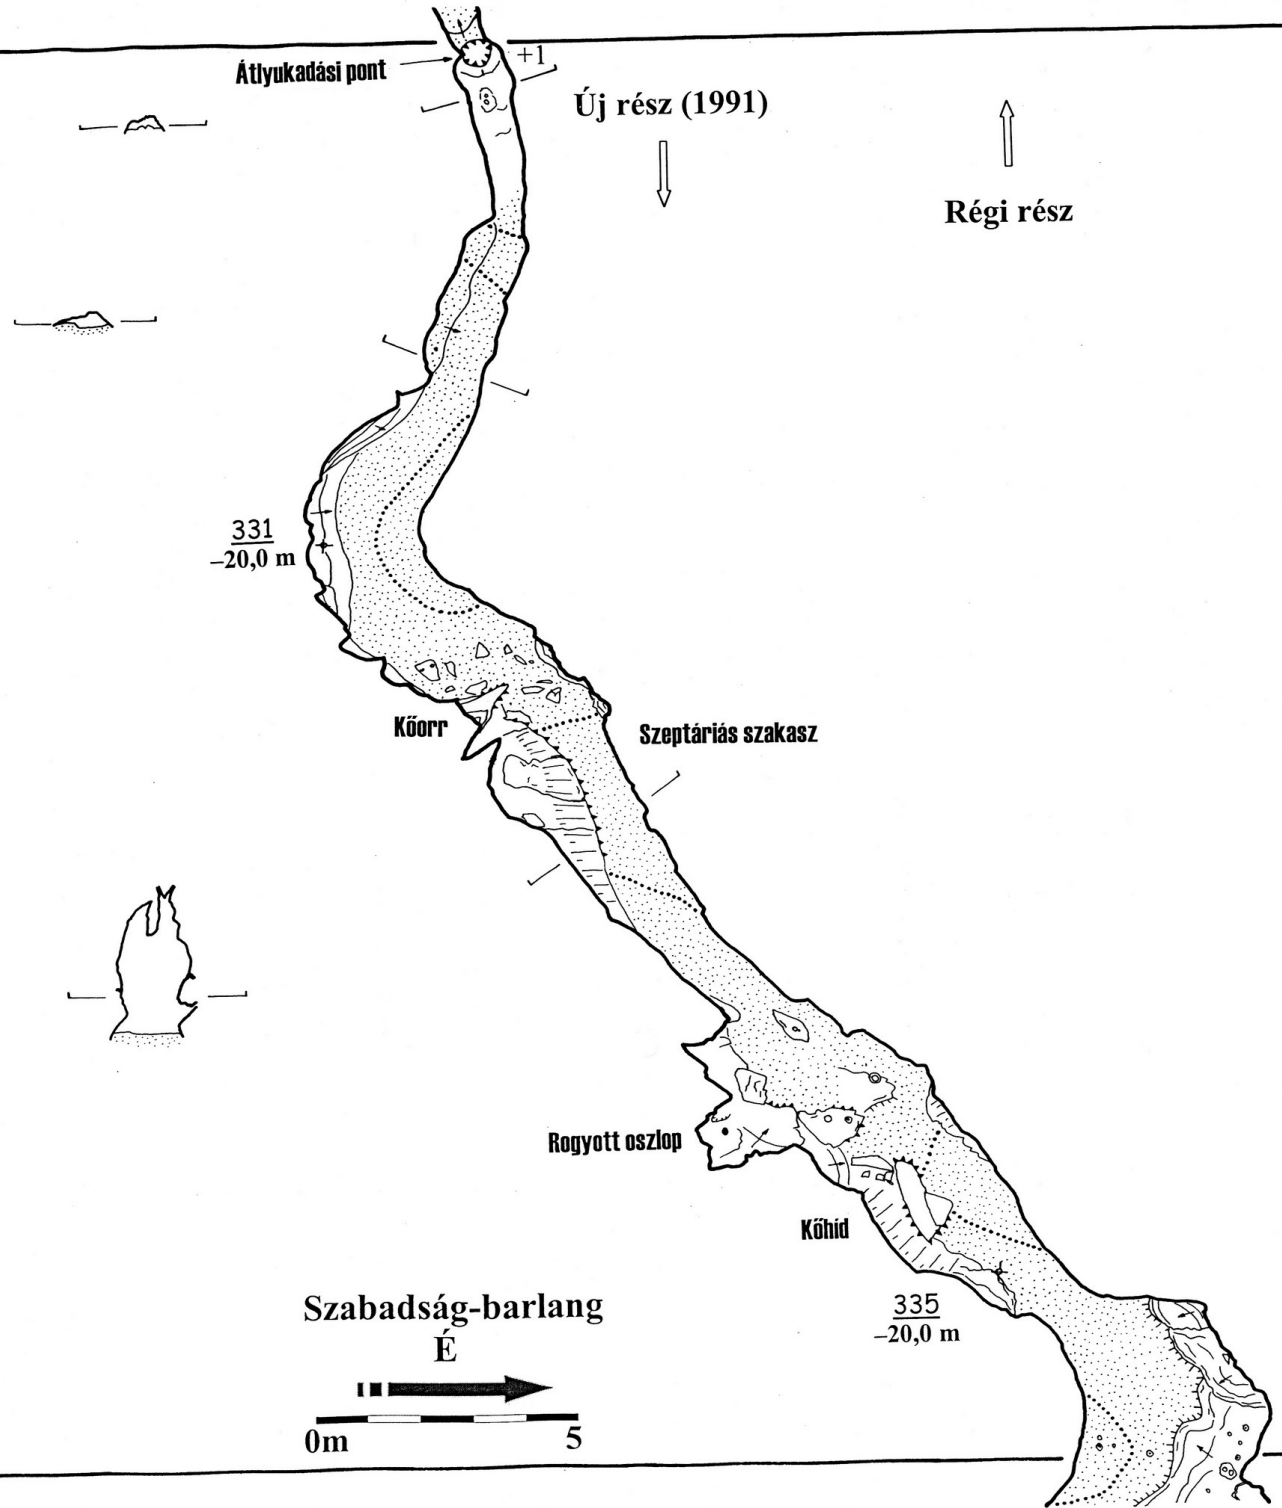 +1
Átlyukadási pont
Új rész (1991)
Régi rész
331
–20,0 m
Kőorr
Szeptáriás szakasz
Rogyott oszlop
Kőhíd
335
–20,0 m
Szabadság-barlang
É
0m 5